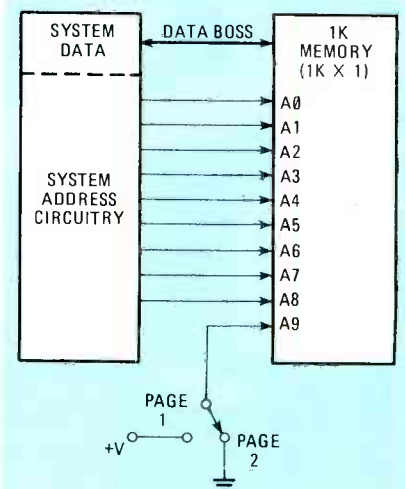 SYSTEM
DATA
DATA BOSS
1K
MEMORY
(1K X 1)
SYSTEM
ADDRESS
CIRCUITRY
AØ
A1
A2
A3
A4
A5
A6
A7
A8
A9
PAGE
1
+V
PAGE
2